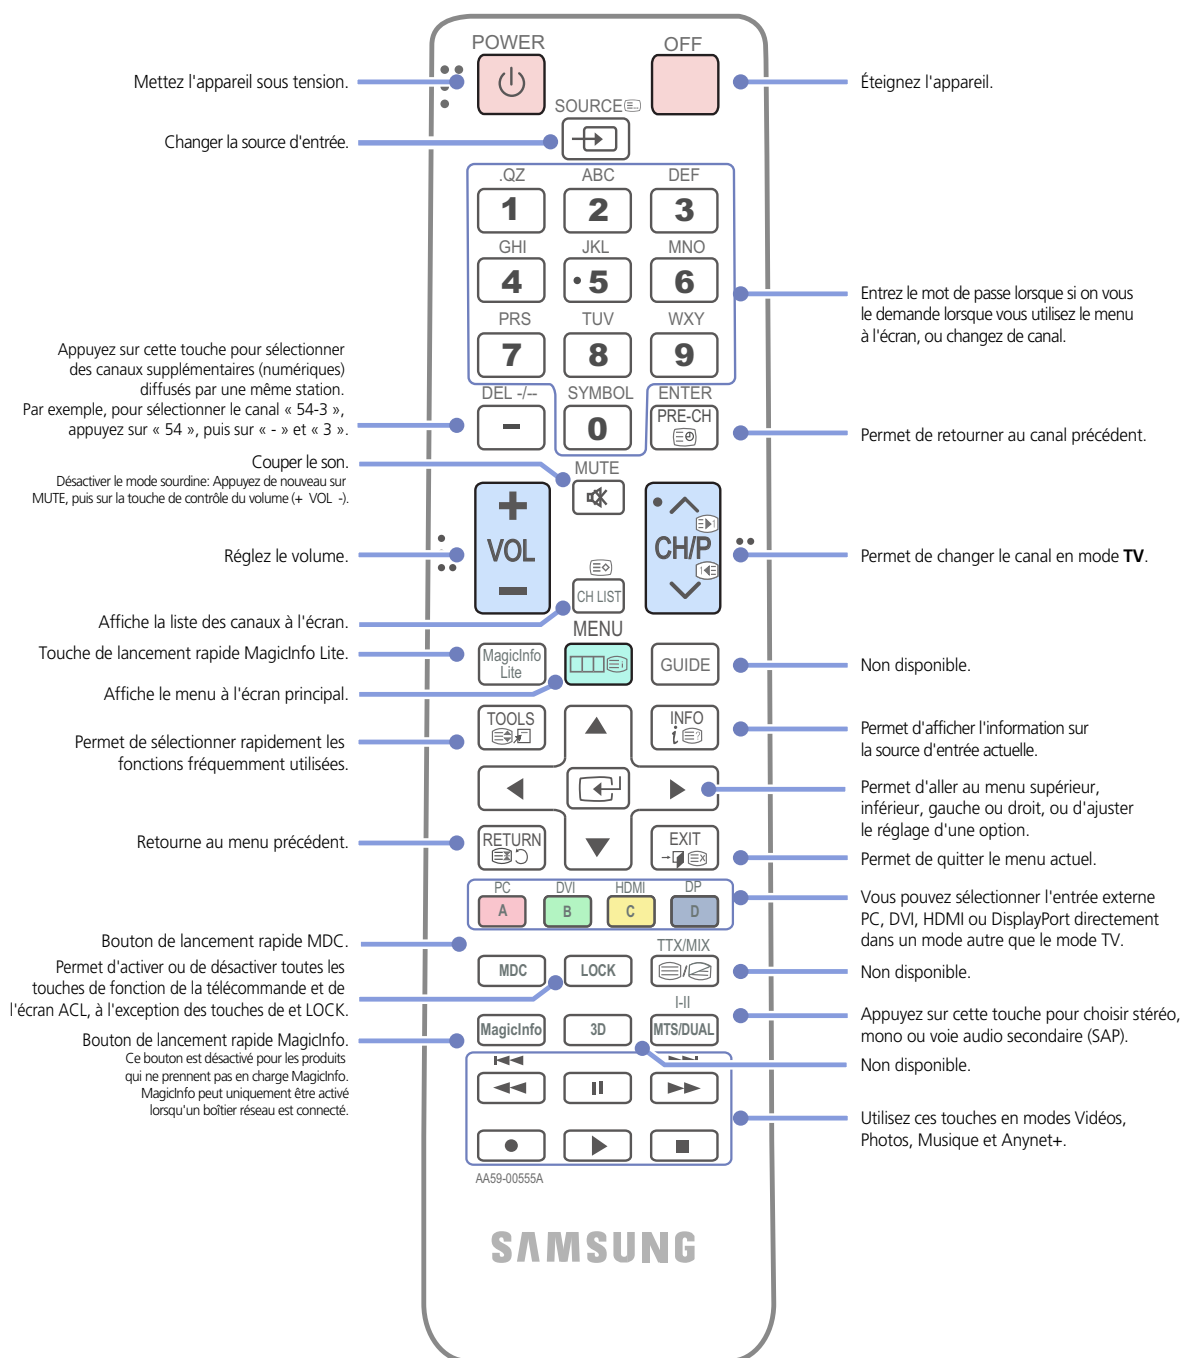 POWER
OFF
Mettez l'appareil sous tension.
Éteignez l'appareil.
SOURCE
Changer la source d'entrée.
.QZ ABC DEF
1 2 3
GHI JKL MNO
4 5 6
Entrez le mot de passe lorsque si on vous
le demande lorsque vous utilisez le menu
à l'écran, ou changez de canal.
PRS TUV WXY
7 8 9
Appuyez sur cette touche pour sélectionner
des canaux supplémentaires (numériques)
diffusés par une même station.
Par exemple, pour sélectionner le canal « 54-3 »,
appuyez sur « 54 », puis sur « - » et « 3 ».
DEL -/-- SYMBOL ENTER
- 0 PRE-CH
Permet de retourner au canal précédent.
Couper le son.
Désactiver le mode sourdine: Appuyez de nouveau sur
MUTE, puis sur la touche de contrôle du volume (+ VOL -).
MUTE
+
VOL
−
CH/P
Réglez le volume.
Permet de changer le canal en mode TV.
CH LIST
Affiche la liste des canaux à l'écran.
MENU
Touche de lancement rapide MagicInfo Lite.
MagicInfo
Lite
GUIDE
Non disponible.
Affiche le menu à l'écran principal.
TOOLS
INFO
i
Permet de sélectionner rapidement les
fonctions fréquemment utilisées.
Permet d'afficher l'information sur
la source d'entrée actuelle.
Permet d'aller au menu supérieur,
inférieur, gauche ou droit, ou d'ajuster
le réglage d'une option.
Retourne au menu précédent.
RETURN
EXIT
Permet de quitter le menu actuel.
PC DVI HDMI DP
A B C D
Vous pouvez sélectionner l'entrée externe
PC, DVI, HDMI ou DisplayPort directement
dans un mode autre que le mode TV.
Bouton de lancement rapide MDC.
TTX/MIX
MDC LOCK
Non disponible.
Permet d'activer ou de désactiver toutes les
touches de fonction de la télécommande et de
l'écran ACL, à l'exception des touches de et LOCK.
I-II
MagicInfo 3D MTS/DUAL
Appuyez sur cette touche pour choisir stéréo,
mono ou voie audio secondaire (SAP).
Bouton de lancement rapide MagicInfo.
Ce bouton est désactivé pour les produits
qui ne prennent pas en charge MagicInfo.
MagicInfo peut uniquement être activé
lorsqu'un boîtier réseau est connecté.
Non disponible.
Utilisez ces touches en modes Vidéos,
Photos, Musique et Anynet+.
AA59-00555A
SAMSUNG